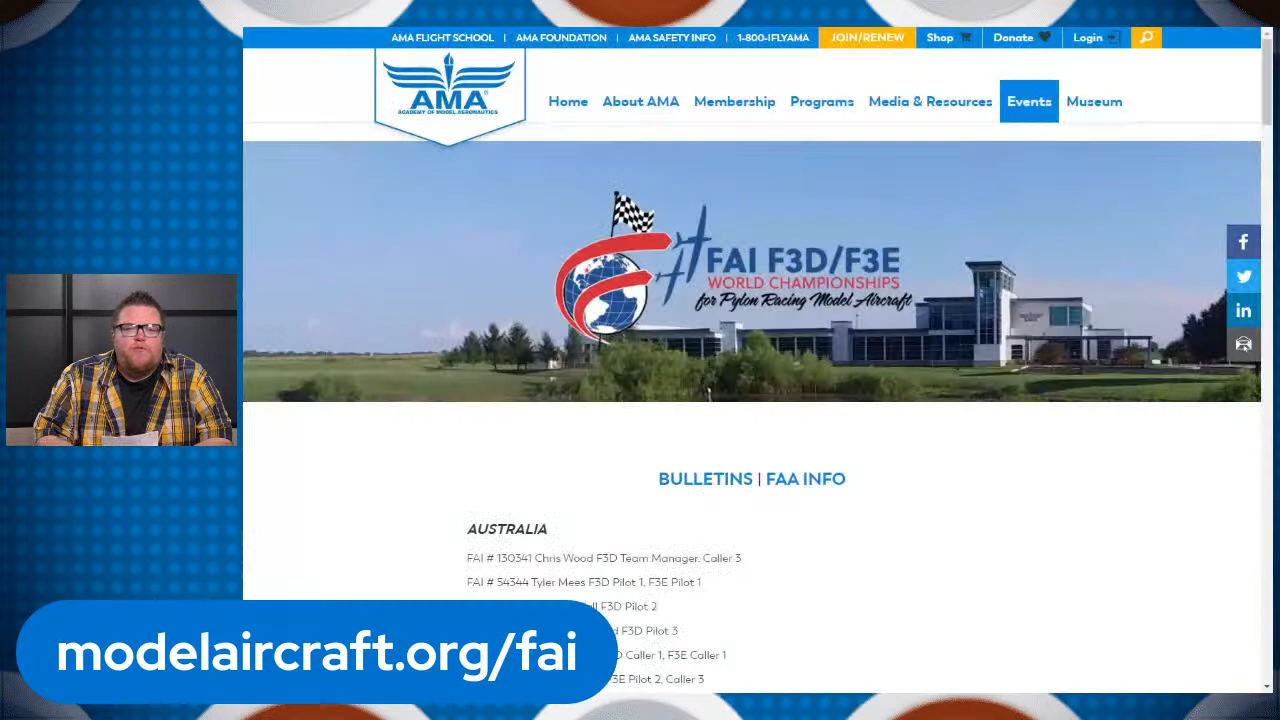 AMA FLIGHT SCHOOL | AMA FOUNDATION | AMA SAFETY INFO | 1-800-IFLYAMA JOIN/RENEW Shop Donate Login
AMA
ACADEMY OF MODEL AERONAUTICS
Home About AMA Membership Programs Media & Resources Events Museum
FAI F3D/F3E
WORLD CHAMPIONSHIPS
for Pylon Racing Model Aircraft
BULLETINS | FAA INFO
AUSTRALIA
FAI # 130341 Chris Wood F3D Team Manager, Caller 3
FAI # 54344 Tyler Mees F3D Pilot 1, F3E Pilot 1
F3D Pilot 2
F3D Pilot 3
Caller 1, F3E Caller 1
Pilot 2, Caller 3
modelaircraft.org/fai